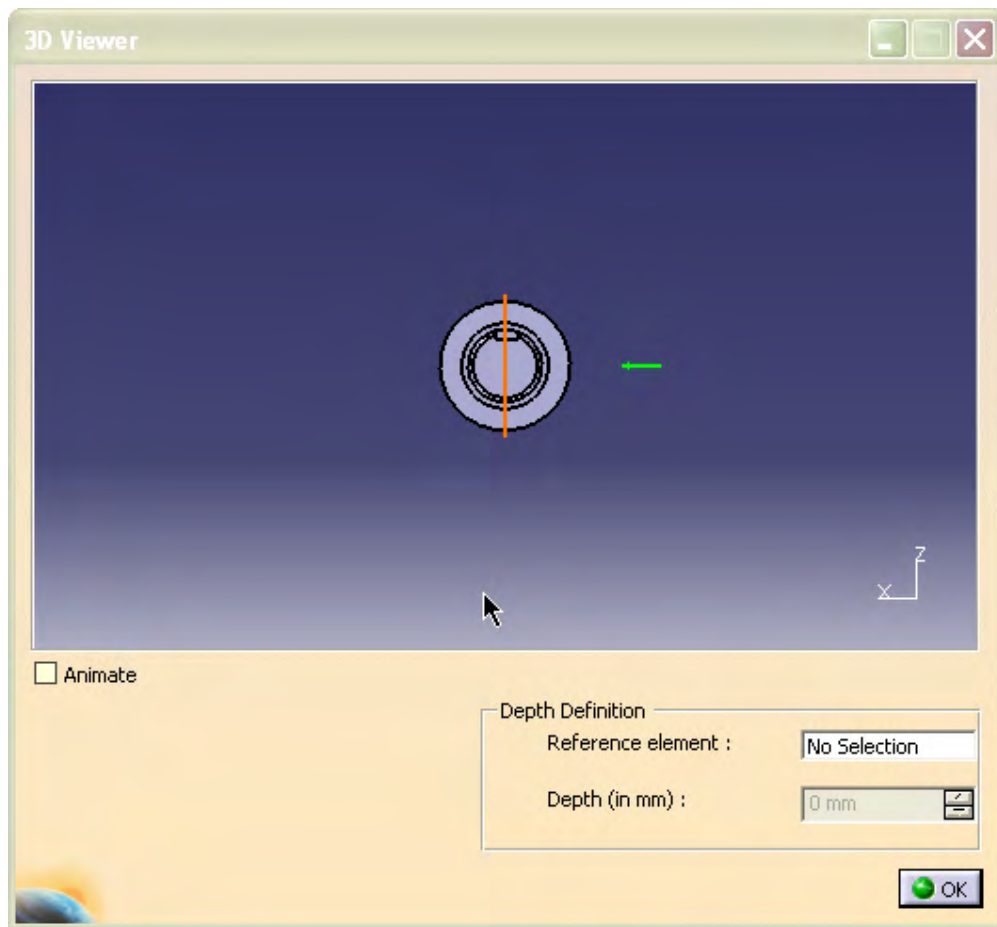 3D Viewer
Z
X
Animate
Depth Definition
Reference element : No Selection
Depth (in mm) : 0 mm
OK